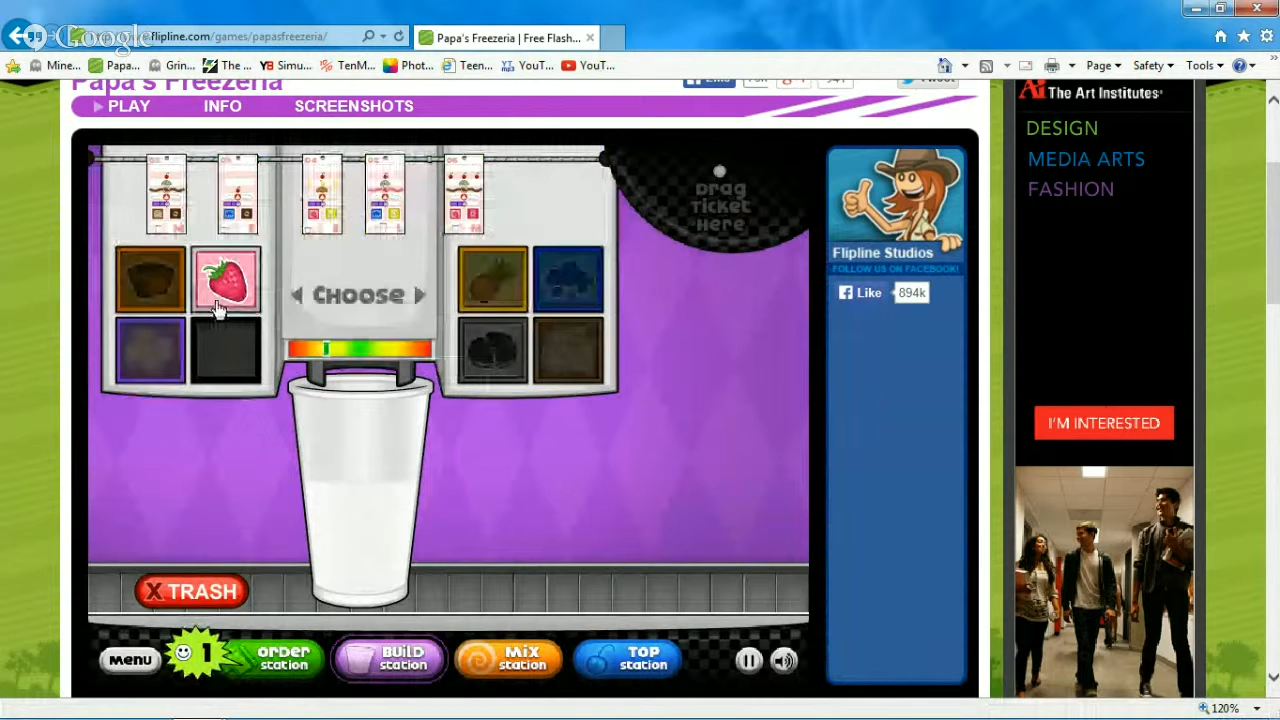 Google
flipline.com/games/papasfreezeria/
Papa's Freezeria | Free Flash...
Mine...
Papa...
Grin...
The ...
Simu...
TenM...
Phot...
Teen...
YouT...
YouT...
Page
Safety
Tools
Papa's Freezeria
PLAY
INFO
SCREENSHOTS
Drag
Ticket
Here
CHOOSE
X TRASH
Menu
1
ORDER
station
BUILD
station
MIX
station
TOP
station
Flipline Studios
FOLLOW US ON FACEBOOK!
Like
894k
Ai The Art Institutes
DESIGN
MEDIA ARTS
FASHION
I'M INTERESTED
120%